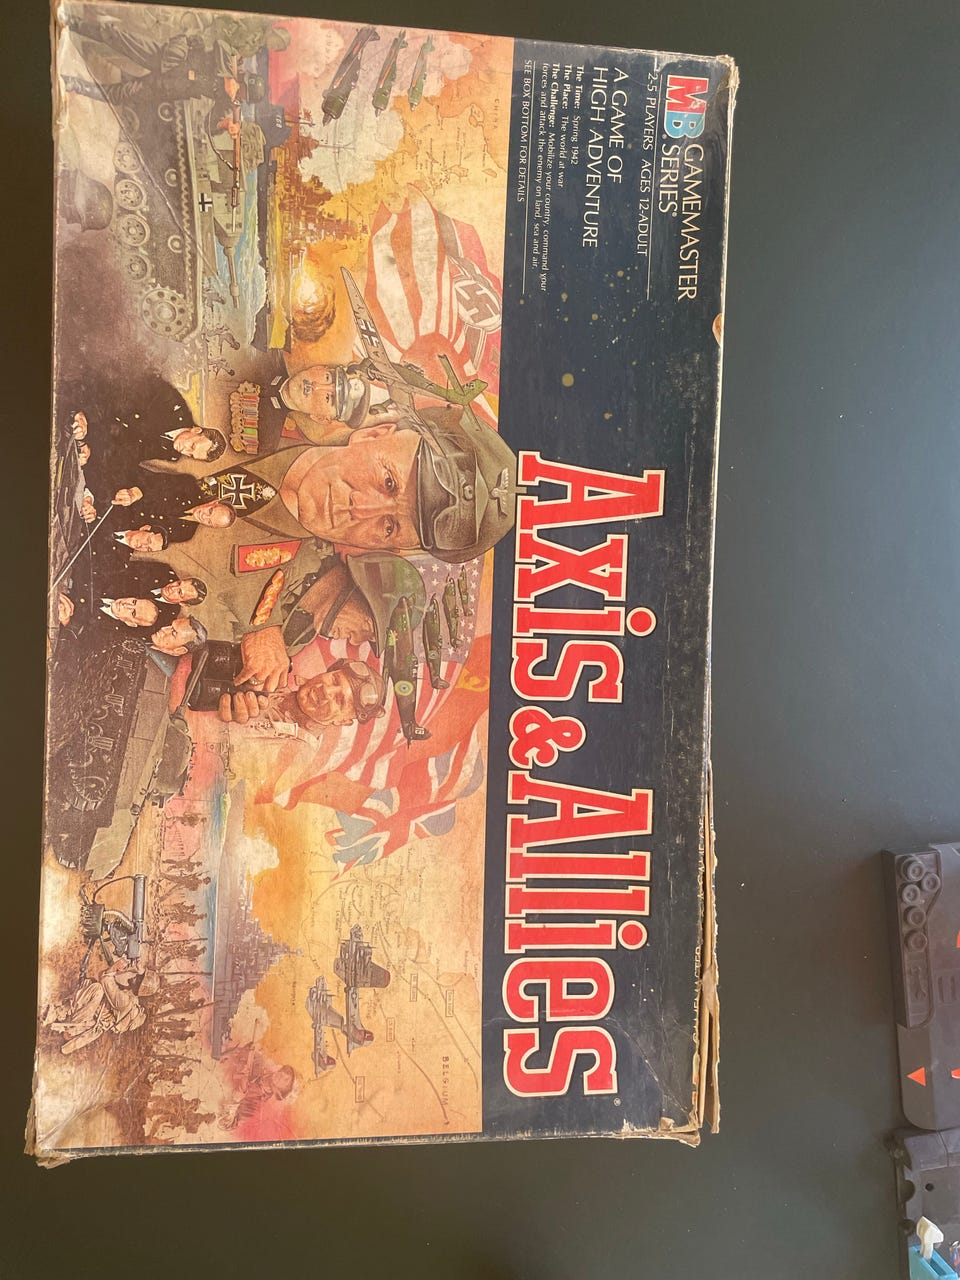 MB GAMEMASTER
SERIES®
2-5 PLAYERS AGES 12-ADULT
A GAME OF
HIGH ADVENTURE
The Time: Spring 1942
The Place: The world at war
The Challenge: Mobilize your country, command your
forces and attack the enemy on land, sea and air.
SEE BOX BOTTOM FOR DETAILS
Axis & Allies®
CHINA
BELGIUM